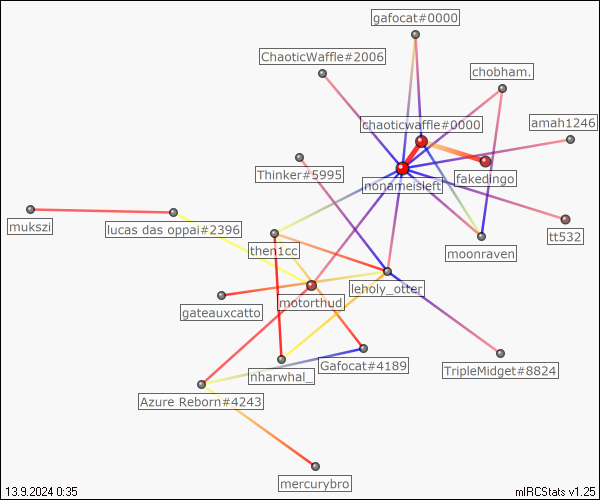 gafocat#0000
ChaoticWaffle#2006
chobham.
chaoticwaffle#0000
amah1246
Thinker#5995
nonameisleft
fakedingo
mukszi
lucas das oppai#2396
tt532
then1cc
moonraven
leholy_otter
motorthud
gateauxcatto
nharwhal_
Gafocat#4189
TripleMidget#8824
Azure Reborn#4243
mercurybro
13.9.2024 0:35
mIRCStats v1.25